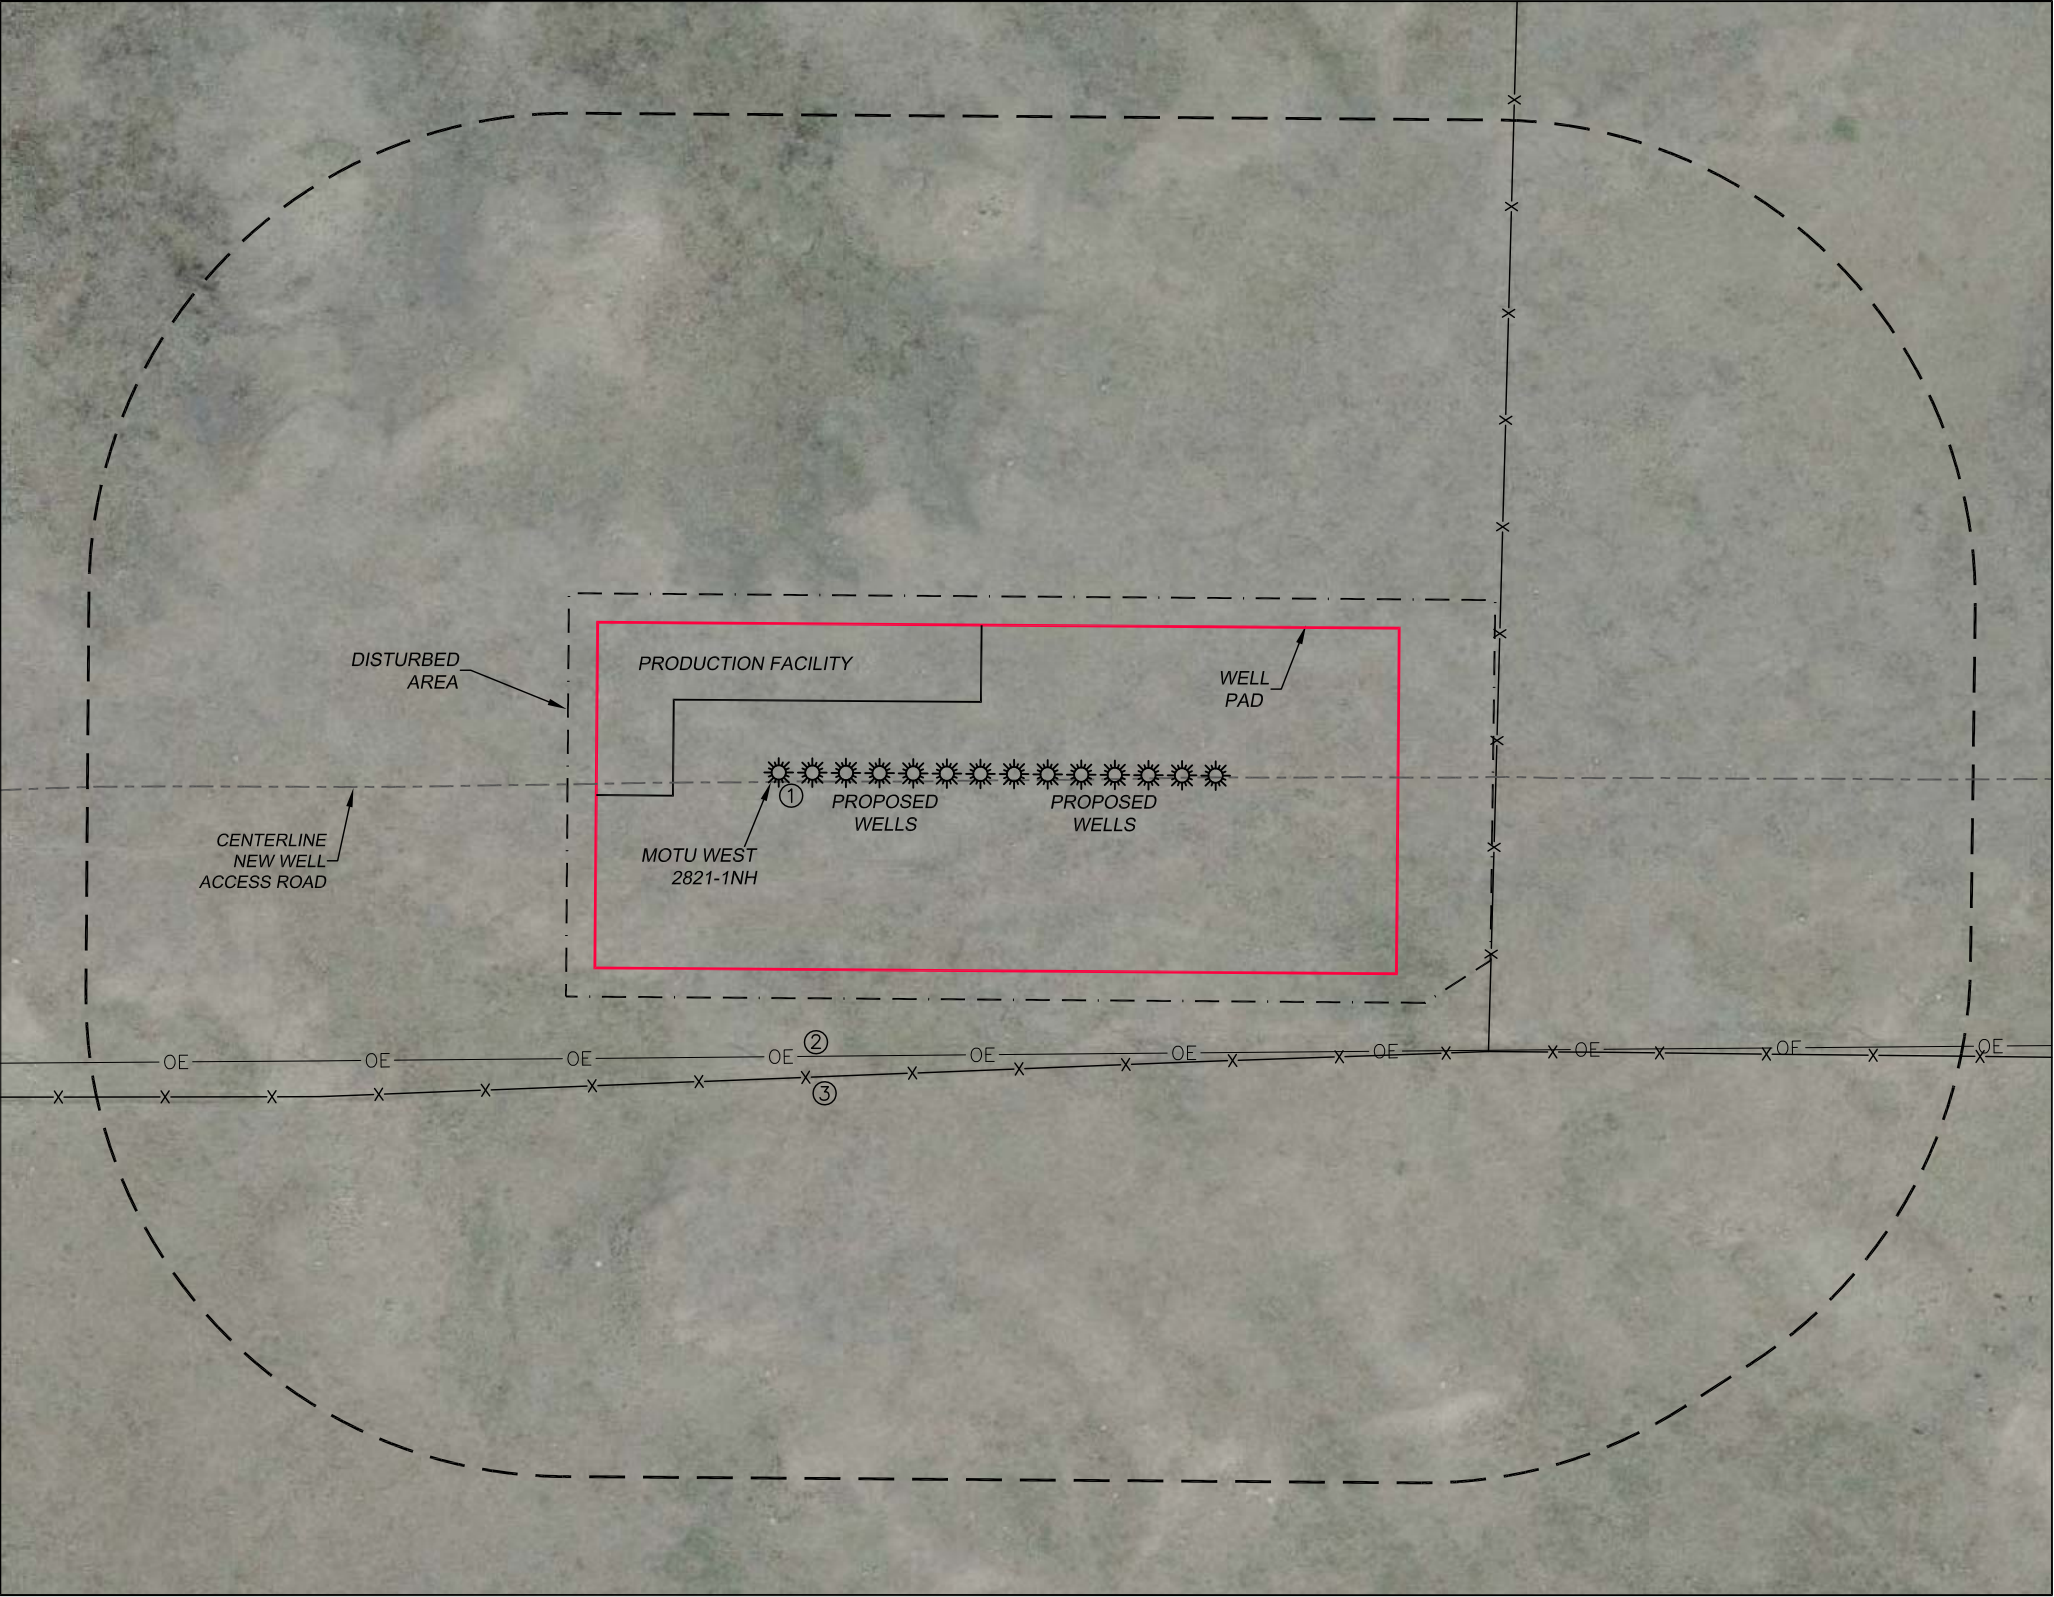 DISTURBED
AREA
PRODUCTION FACILITY
WELL
PAD
1
PROPOSED
WELLS
PROPOSED
WELLS
CENTERLINE
NEW WELL
ACCESS ROAD
MOTU WEST
2821-1NH
2
OE OE OE OE OE OE OE OE OE OE
3